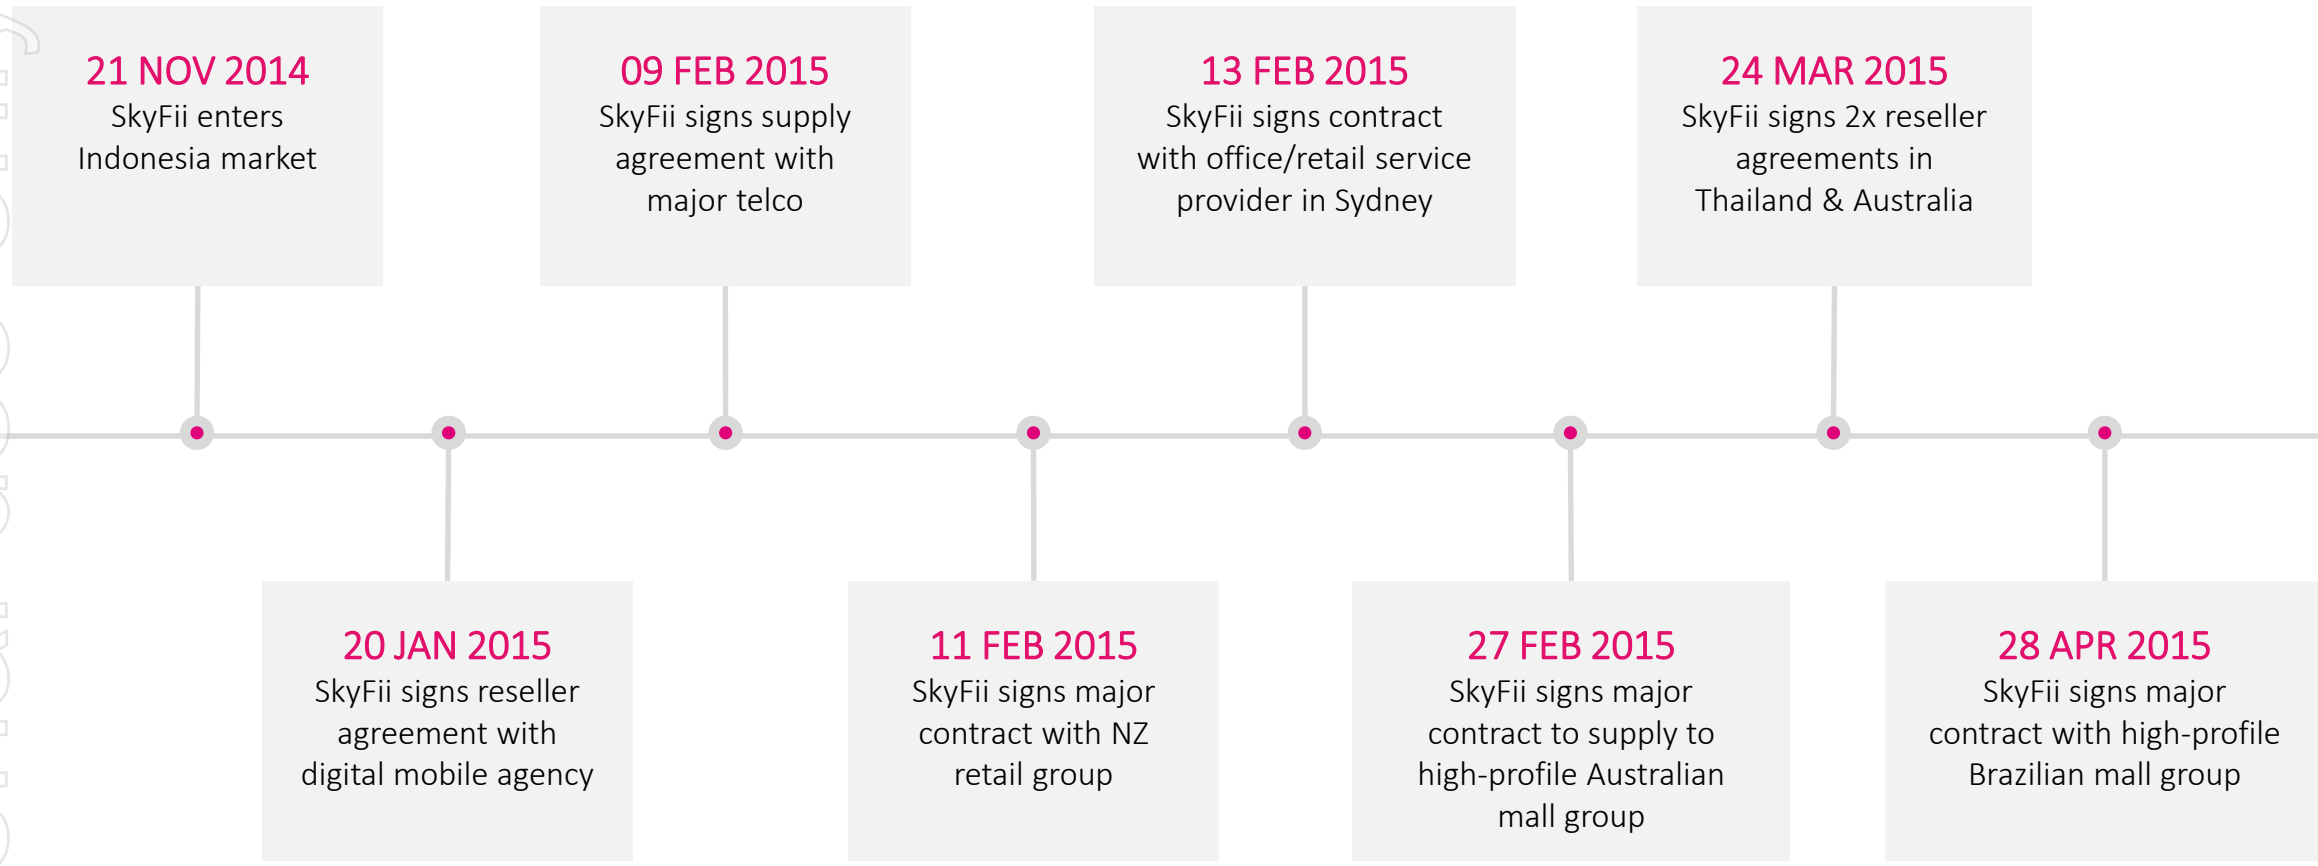 21 NOV 2014
SkyFii enters
Indonesia market
20 JAN 2015
SkyFii signs reseller
agreement with
digital mobile agency
09 FEB 2015
SkyFii signs supply
agreement with
major telco
11 FEB 2015
SkyFii signs major
contract with NZ
retail group
13 FEB 2015
SkyFii signs contract
with office/retail service
provider in Sydney
27 FEB 2015
SkyFii signs major
contract to supply to
high-profile Australian
mall group
24 MAR 2015
SkyFii signs 2x reseller
agreements in
Thailand & Australia
28 APR 2015
SkyFii signs major
contract with high-profile
Brazilian mall group